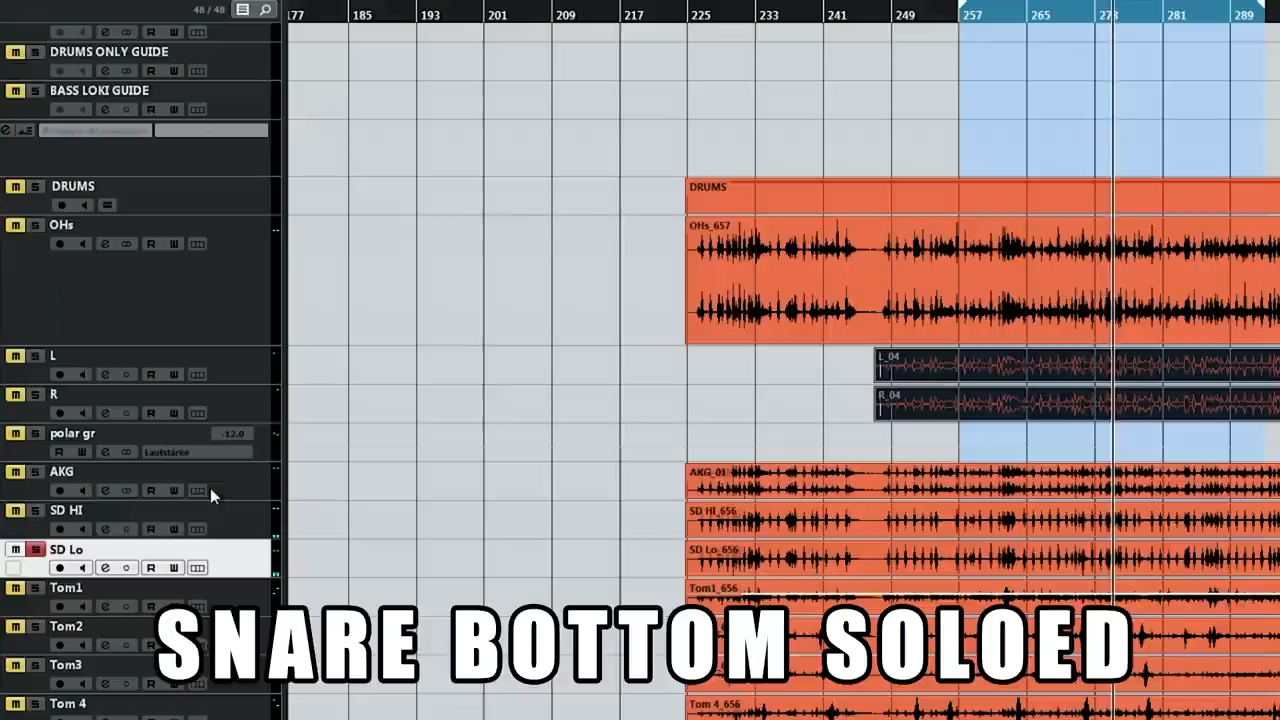 48 / 48
177 185 193 201 209 217 225 233 241 249 257 265 273 281 289
R W
M S DRUMS ONLY GUIDE
R W
M S BASS LOKI GUIDE
R W
M S DRUMS
DRUMS
M S OHs
OHs_657
R W
M S L
L_04
R W
M S R
R_04
R W
M S polar gr -12.0
R W Lautstärke
M S AKG
AKG_01
R W
M S SD HI
SD HI_656
R W
M S SD Lo
SD Lo_656
R W
M S Tom1
Tom1_656
R W
M S Tom2
R W
M S Tom3
R W
M S Tom 4
Tom 4_656
SNARE BOTTOM SOLOED